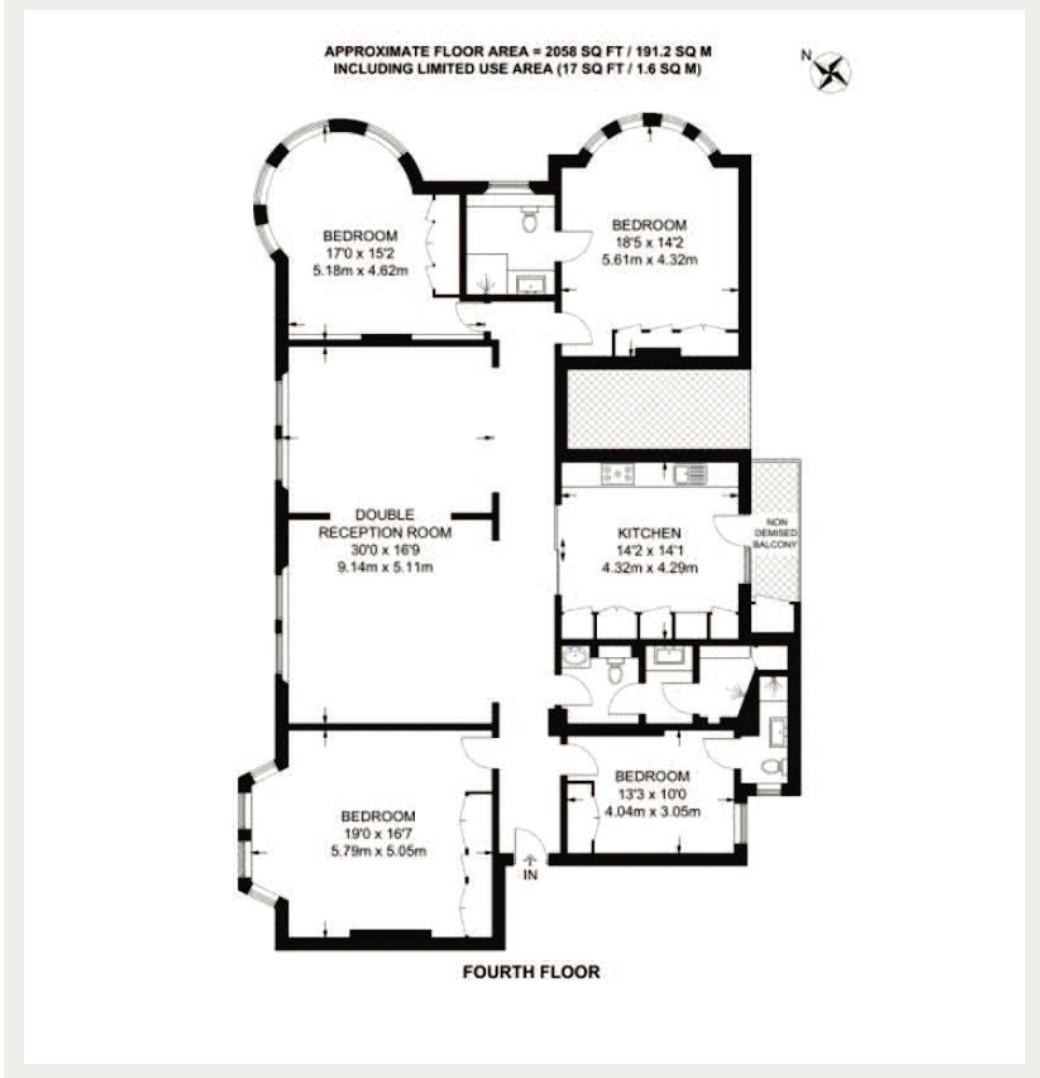 APPROXIMATE FLOOR AREA = 2058 SQ FT / 191.2 SQ M
INCLUDING LIMITED USE AREA (17 SQ FT / 1.6 SQ M)
N
BEDROOM
17'0 x 15'2
5.18m x 4.62m
BEDROOM
18'5 x 14'2
5.61m x 4.32m
DOUBLE
RECEPTION ROOM
30'0 x 16'9
9.14m x 5.11m
KITCHEN
14'2 x 14'1
4.32m x 4.29m
NON
DEMISED
BALCONY
BEDROOM
19'0 x 16'7
5.79m x 5.05m
BEDROOM
13'3 x 10'0
4.04m x 3.05m
IN
FOURTH FLOOR